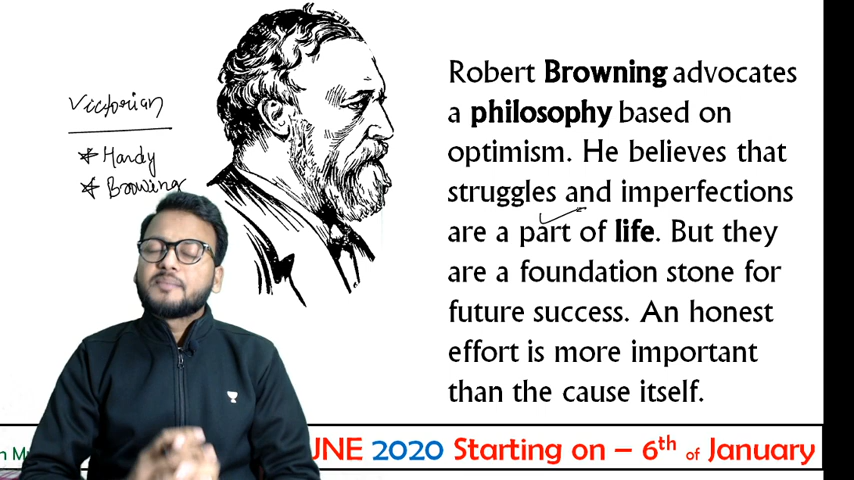 Victorian
Hardy
Browing
Robert Browning advocates
a philosophy based on
optimism. He believes that
struggles and imperfections
are a part of life. But they
are a foundation stone for
future success. An honest
effort is more important
than the cause itself.
UNE 2020 Starting on – 6th of January